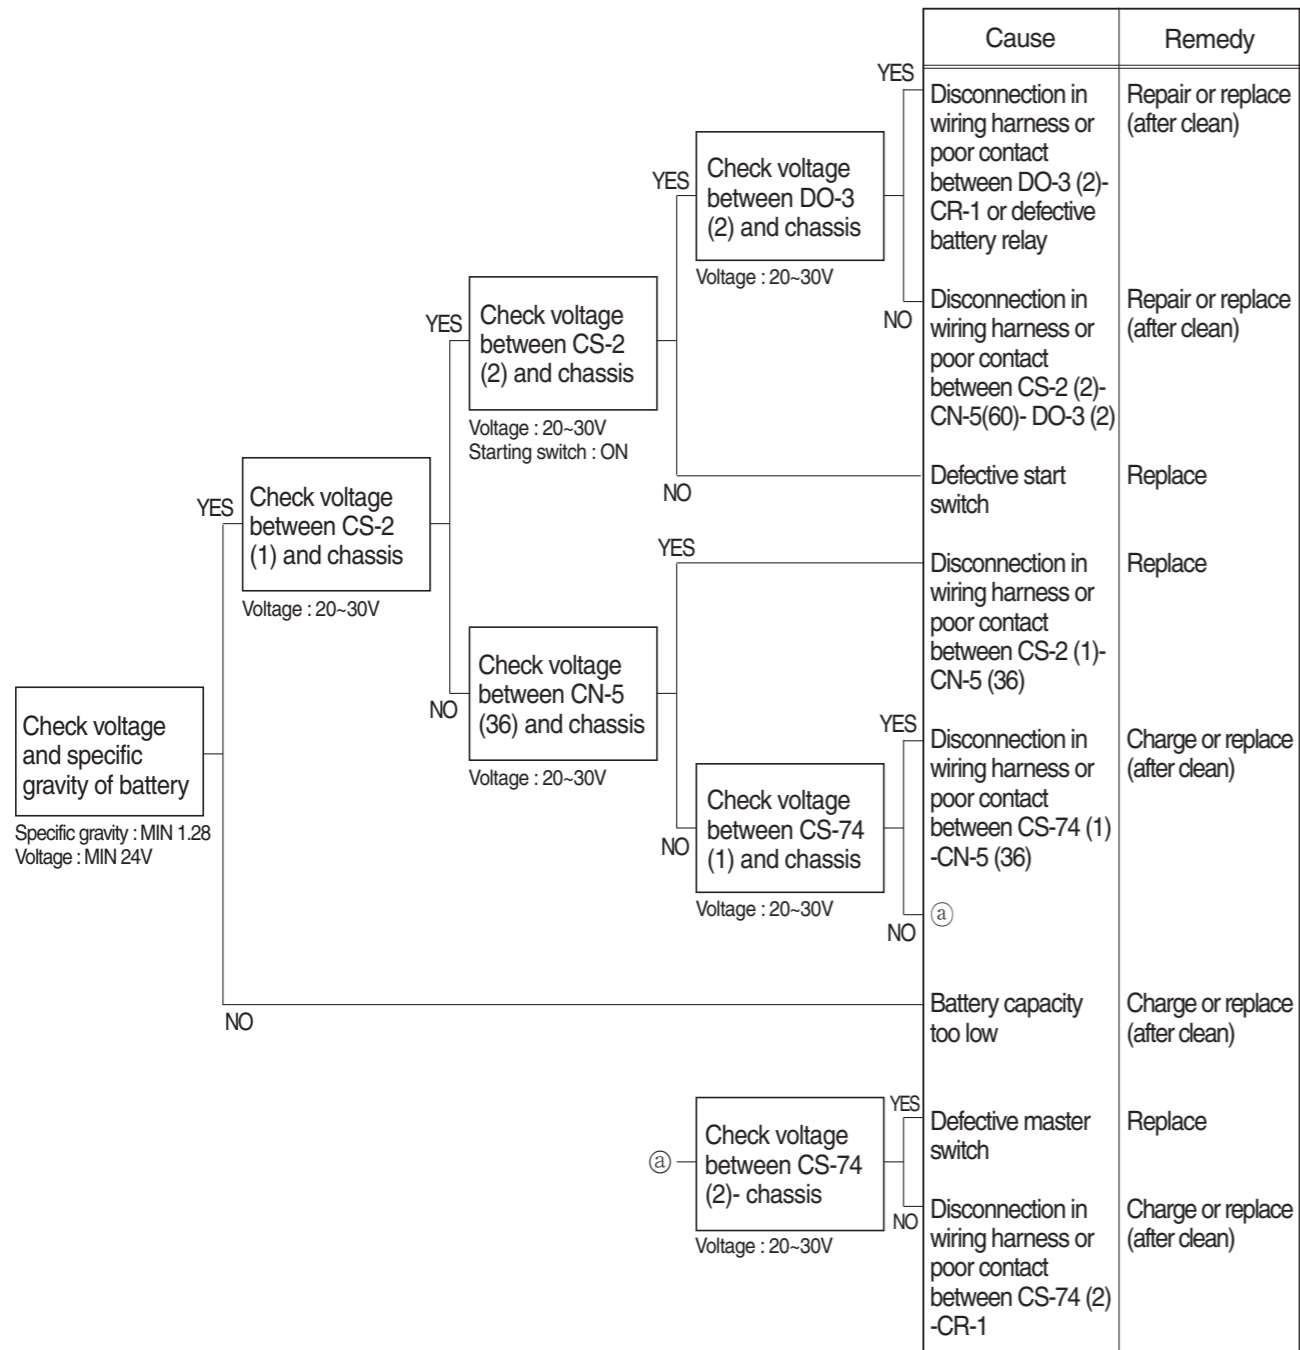 Cause
Remedy
YES
Disconnection in
wiring harness or
poor contact
between DO-3 (2)-
CR-1 or defective
battery relay
Repair or replace
(after clean)
YES
Check voltage
between DO-3
(2) and chassis
Voltage : 20~30V
NO
Disconnection in
wiring harness or
poor contact
between CS-2 (2)-
CN-5(60)- DO-3 (2)
Repair or replace
(after clean)
YES
Check voltage
between CS-2
(2) and chassis
Voltage : 20~30V
Starting switch : ON
NO
Defective start
switch
Replace
YES
Check voltage
between CS-2
(1) and chassis
Voltage : 20~30V
YES
Disconnection in
wiring harness or
poor contact
between CS-2 (1)-
CN-5 (36)
Replace
NO
Check voltage
between CN-5
(36) and chassis
Voltage : 20~30V
Check voltage
and specific
gravity of battery
Specific gravity : MIN 1.28
Voltage : MIN 24V
YES
Disconnection in
wiring harness or
poor contact
between CS-74 (1)
-CN-5 (36)
Charge or replace
(after clean)
NO
Check voltage
between CS-74
(1) and chassis
Voltage : 20~30V
NO
ⓐ
NO
Battery capacity
too low
Charge or replace
(after clean)
ⓐ
Check voltage
between CS-74
(2)- chassis
Voltage : 20~30V
YES
Defective master
switch
Replace
NO
Disconnection in
wiring harness or
poor contact
between CS-74 (2)
-CR-1
Charge or replace
(after clean)